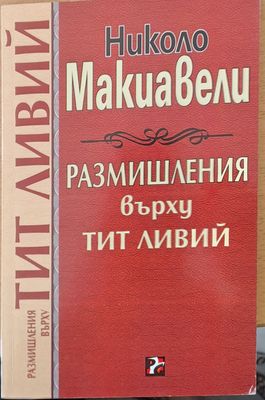 Николо
Макиавели
РАЗМИШЛЕНИЯ
върху
ТИТ ЛИВИЙ
РАЗМИШЛЕНИЯ
ВЪРХУ
ТИТ ЛИВИЙ